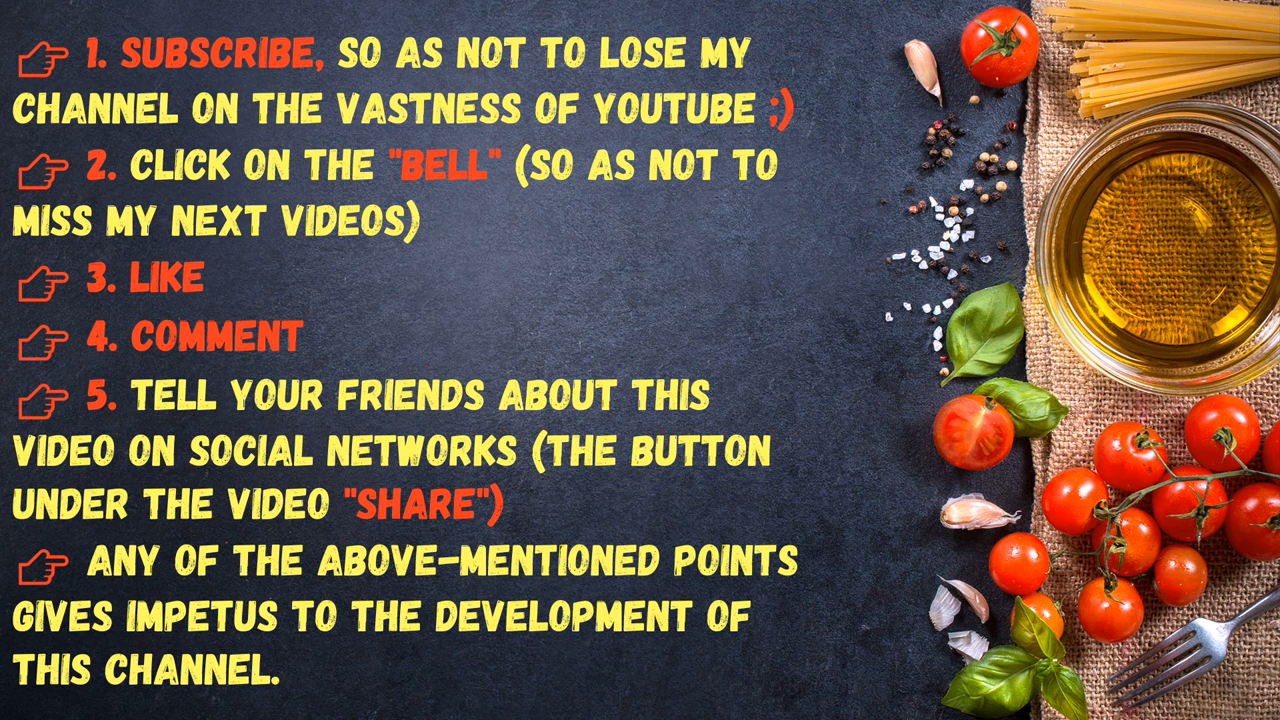 👉 1. SUBSCRIBE, SO AS NOT TO LOSE MY
CHANNEL ON THE VASTNESS OF YOUTUBE ;)
👉 2. CLICK ON THE "BELL" (SO AS NOT TO
MISS MY NEXT VIDEOS)
👉 3. LIKE
👉 4. COMMENT
👉 5. TELL YOUR FRIENDS ABOUT THIS
VIDEO ON SOCIAL NETWORKS (THE BUTTON
UNDER THE VIDEO "SHARE")
👉 ANY OF THE ABOVE-MENTIONED POINTS
GIVES IMPETUS TO THE DEVELOPMENT OF
THIS CHANNEL.